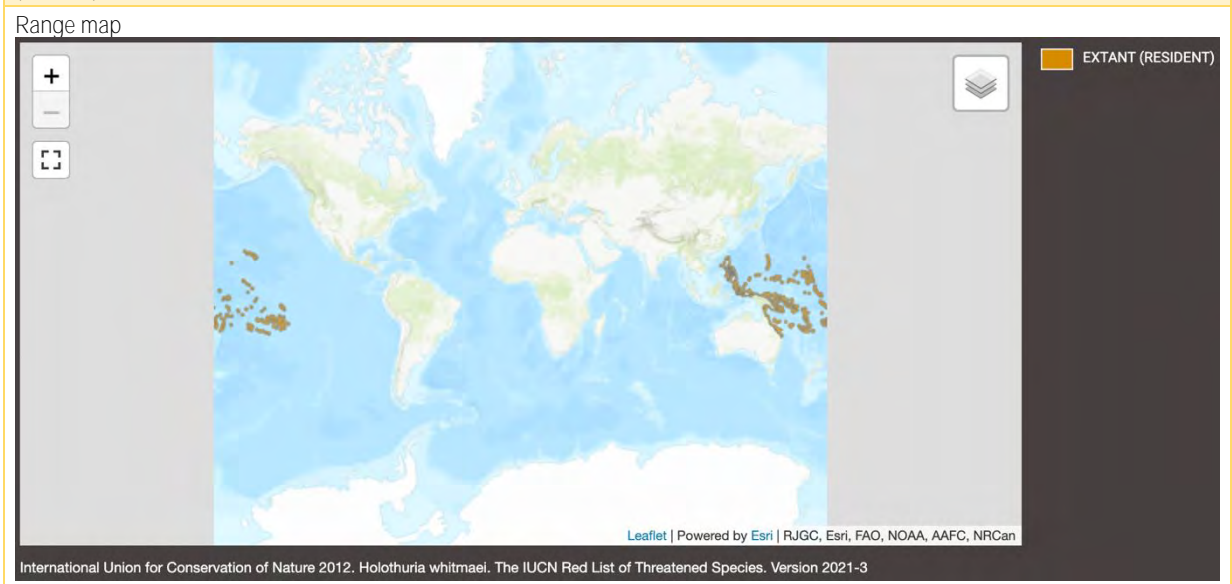 Range map
+
EXTANT (RESIDENT)
−
Leaflet | Powered by Esri | RJGC, Esri, FAO, NOAA, AAFC, NRCan
International Union for Conservation of Nature 2012. Holothuria whitmaei. The IUCN Red List of Threatened Species. Version 2021-3